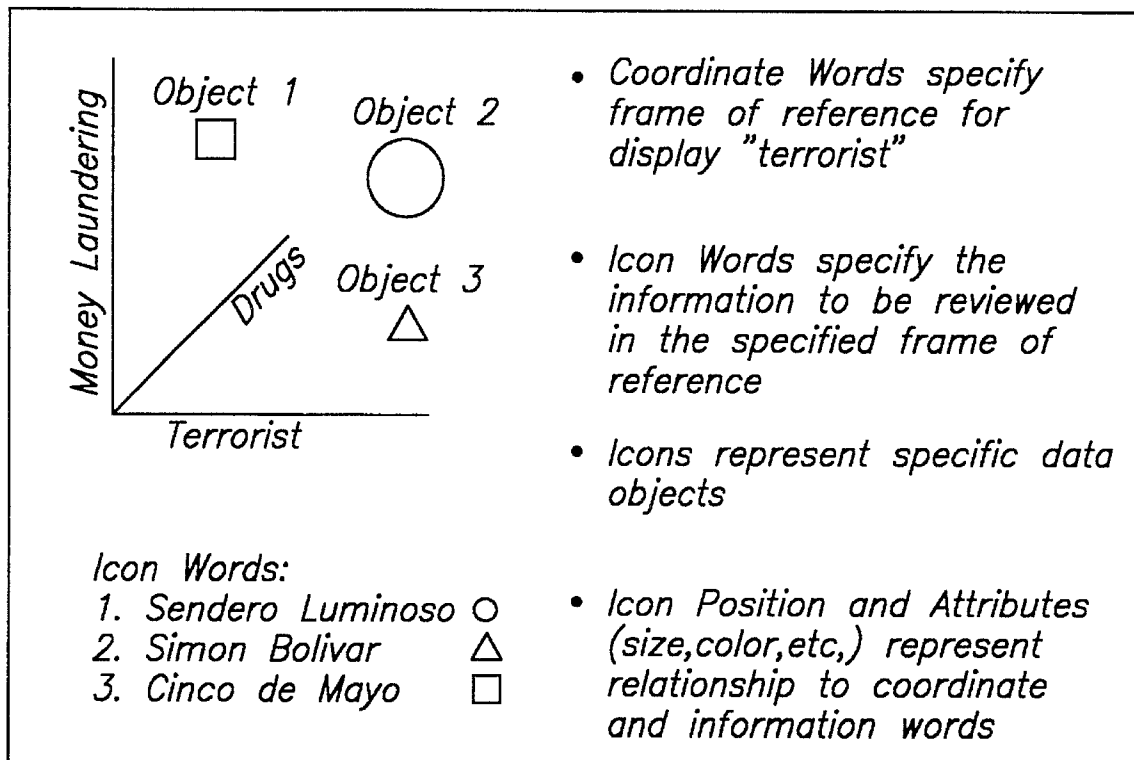 Money Laundering
Object 1
Object 2
Drugs
Object 3
Terrorist
Icon Words:
1. Sendero Luminoso
2. Simon Bolivar
3. Cinco de Mayo
• Coordinate Words specify
frame of reference for
display "terrorist"
• Icon Words specify the
information to be reviewed
in the specified frame of
reference
• Icons represent specific data
objects
• Icon Position and Attributes
(size,color,etc,) represent
relationship to coordinate
and information words